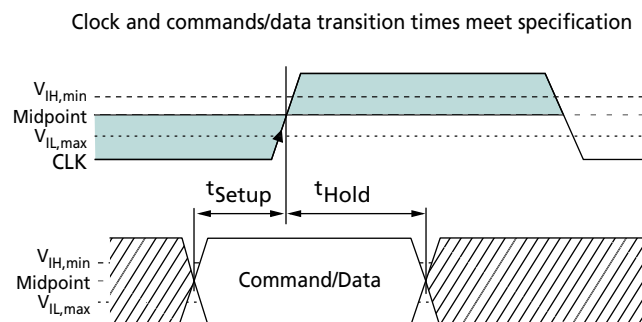 Clock and commands/data transition times meet specification
VIH,min
Midpoint
VIL,max
CLK
tSetup
tHold
VIH,min
Midpoint
VIL,max
Command/Data